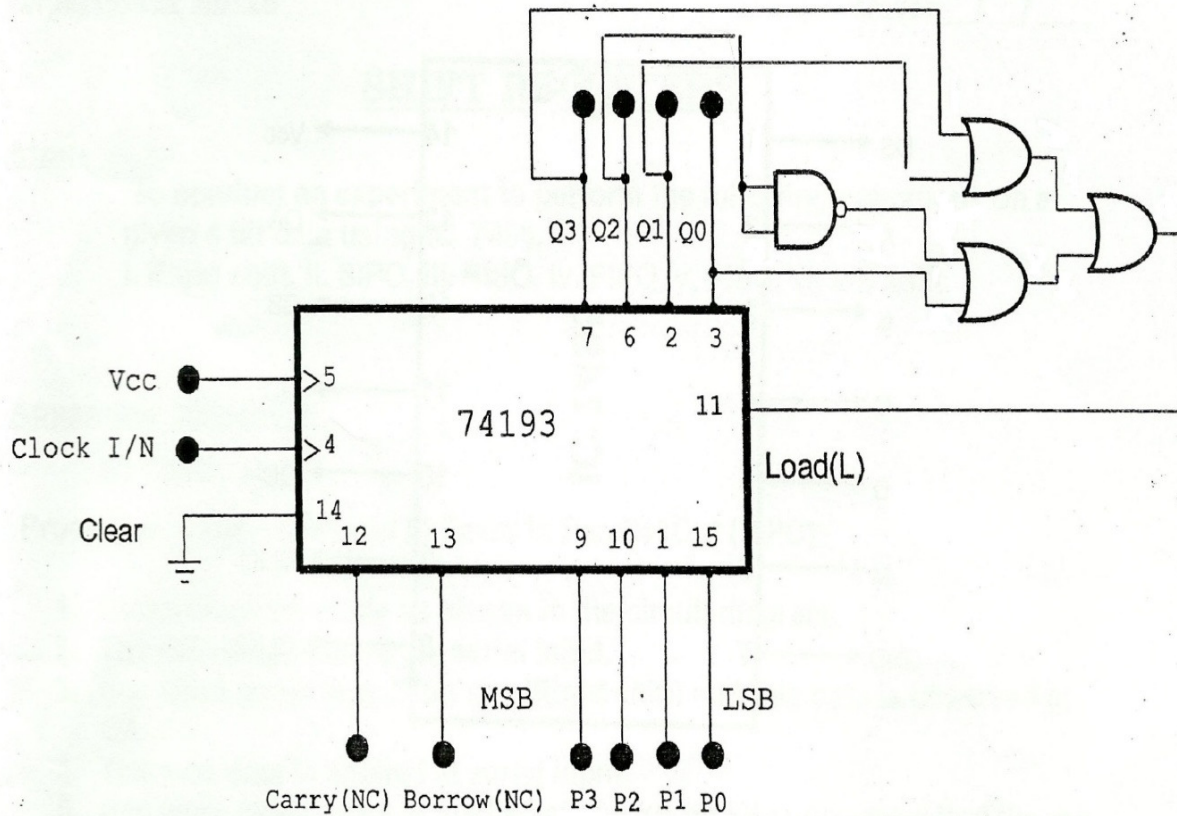 Q3 Q2 Q1 Q0
7 6 2 3
Vcc 5
74193
11
Clock I/N 4
Load(L)
14
Clear
12 13 9 10 1 15
MSB LSB
Carry(NC) Borrow(NC) P3 P2 P1 P0